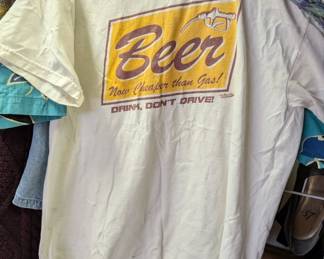 Beer
Now Cheaper than Gas!
DRINK, DON'T DRIVE!